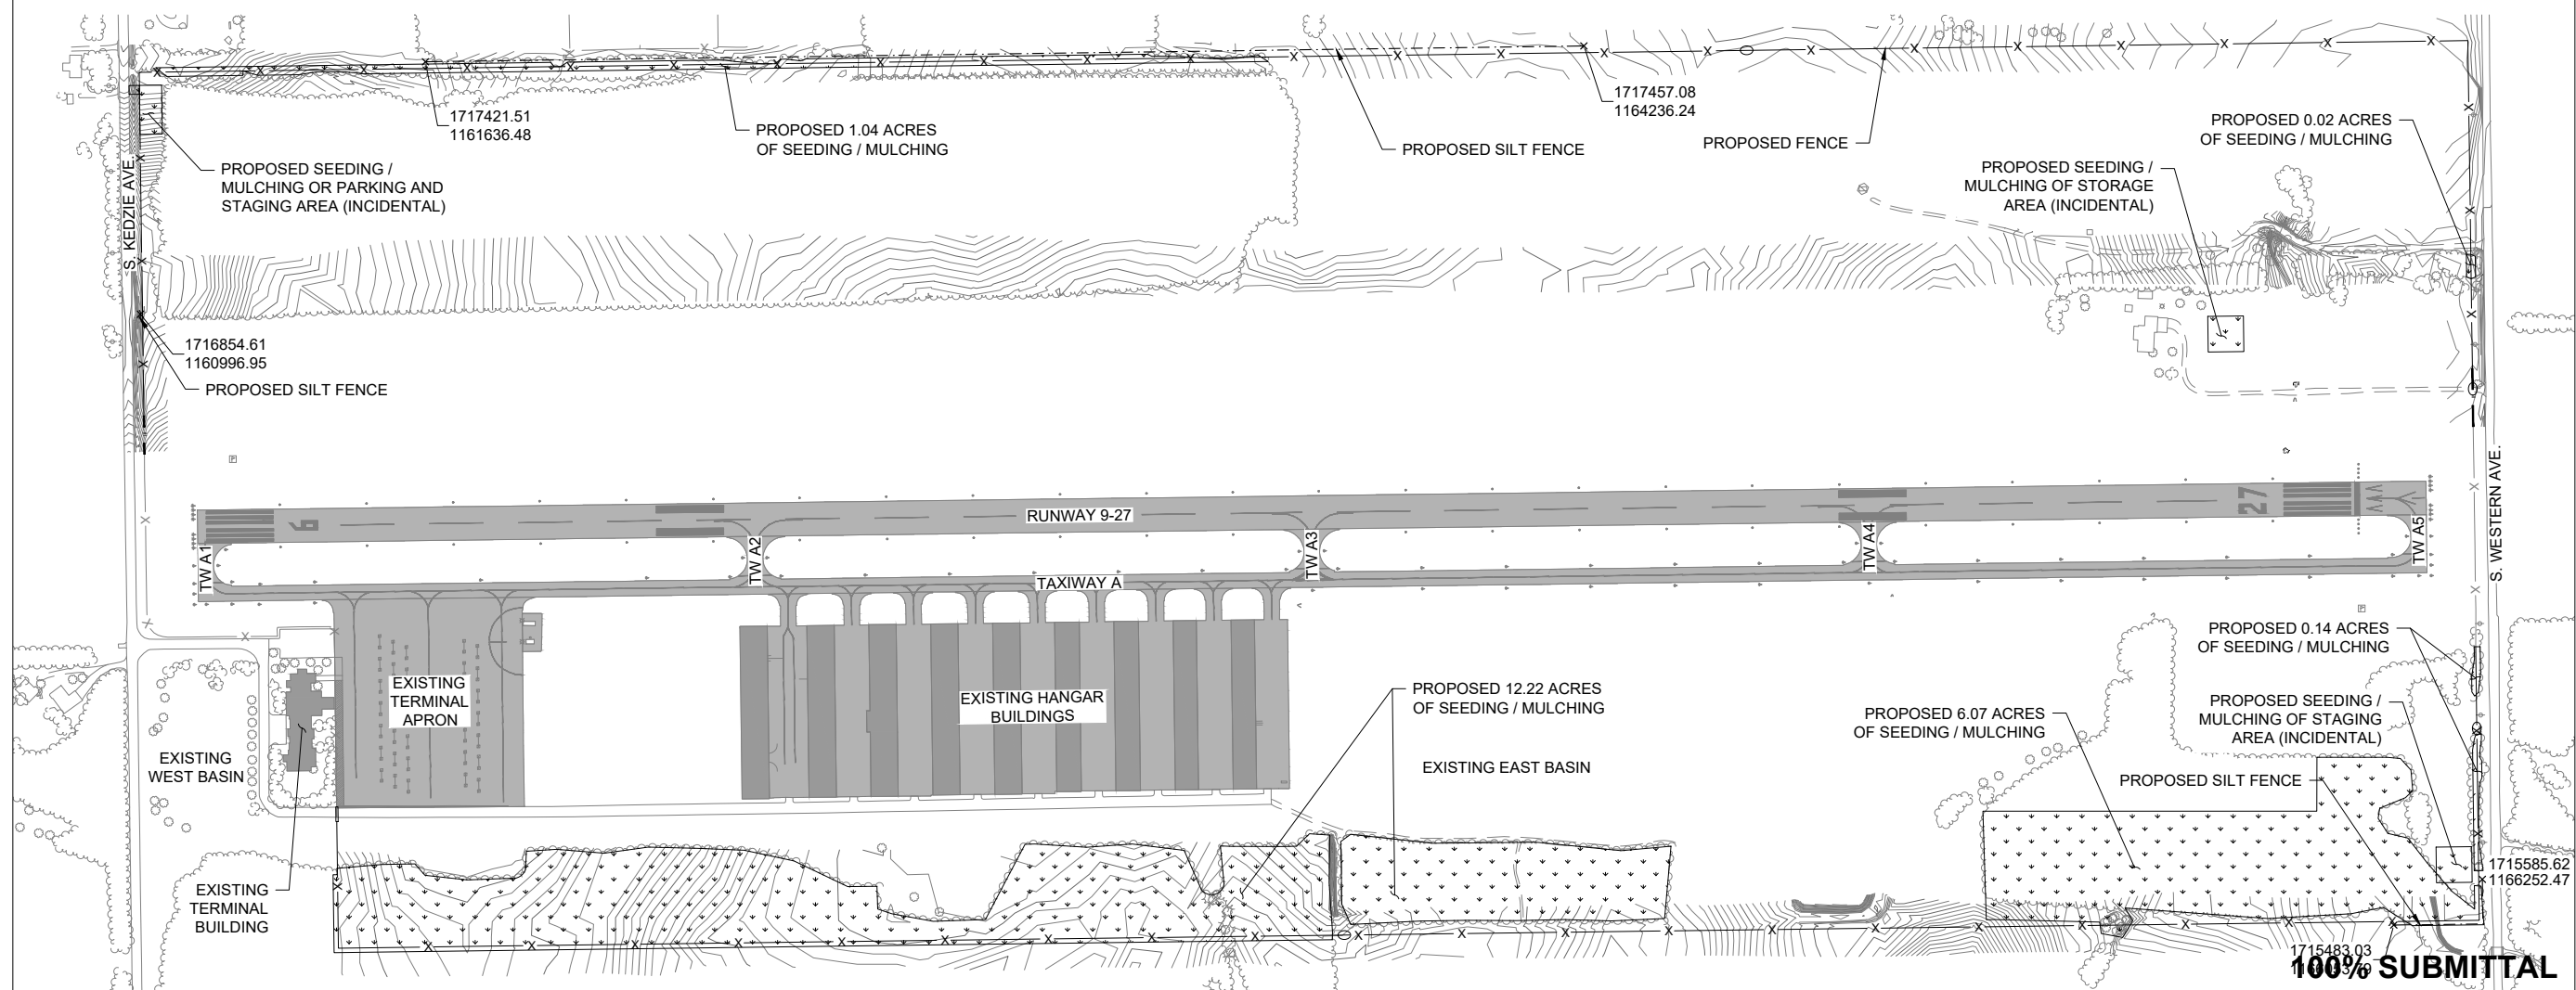 1717421.51
1161636.48
PROPOSED 1.04 ACRES
OF SEEDING / MULCHING
PROPOSED SILT FENCE
1717457.08
1164236.24
PROPOSED FENCE
PROPOSED 0.02 ACRES
OF SEEDING / MULCHING
PROPOSED SEEDING /
MULCHING OF STORAGE
AREA (INCIDENTAL)
S. KEDZIE AVE.
PROPOSED SEEDING /
MULCHING OR PARKING AND
STAGING AREA (INCIDENTAL)
1716854.61
1160996.95
PROPOSED SILT FENCE
9
RUNWAY 9-27
27
TW A1
TW A2
TW A3
TW A4
TW A5
TAXIWAY A
S. WESTERN AVE.
EXISTING
TERMINAL
APRON
EXISTING HANGAR
BUILDINGS
EXISTING
WEST BASIN
EXISTING
TERMINAL
BUILDING
PROPOSED 12.22 ACRES
OF SEEDING / MULCHING
EXISTING EAST BASIN
PROPOSED 6.07 ACRES
OF SEEDING / MULCHING
PROPOSED 0.14 ACRES
OF SEEDING / MULCHING
PROPOSED SEEDING /
MULCHING OF STAGING
AREA (INCIDENTAL)
PROPOSED SILT FENCE
1715585.62
1166252.47
1715483.03
100% SUBMITTAL